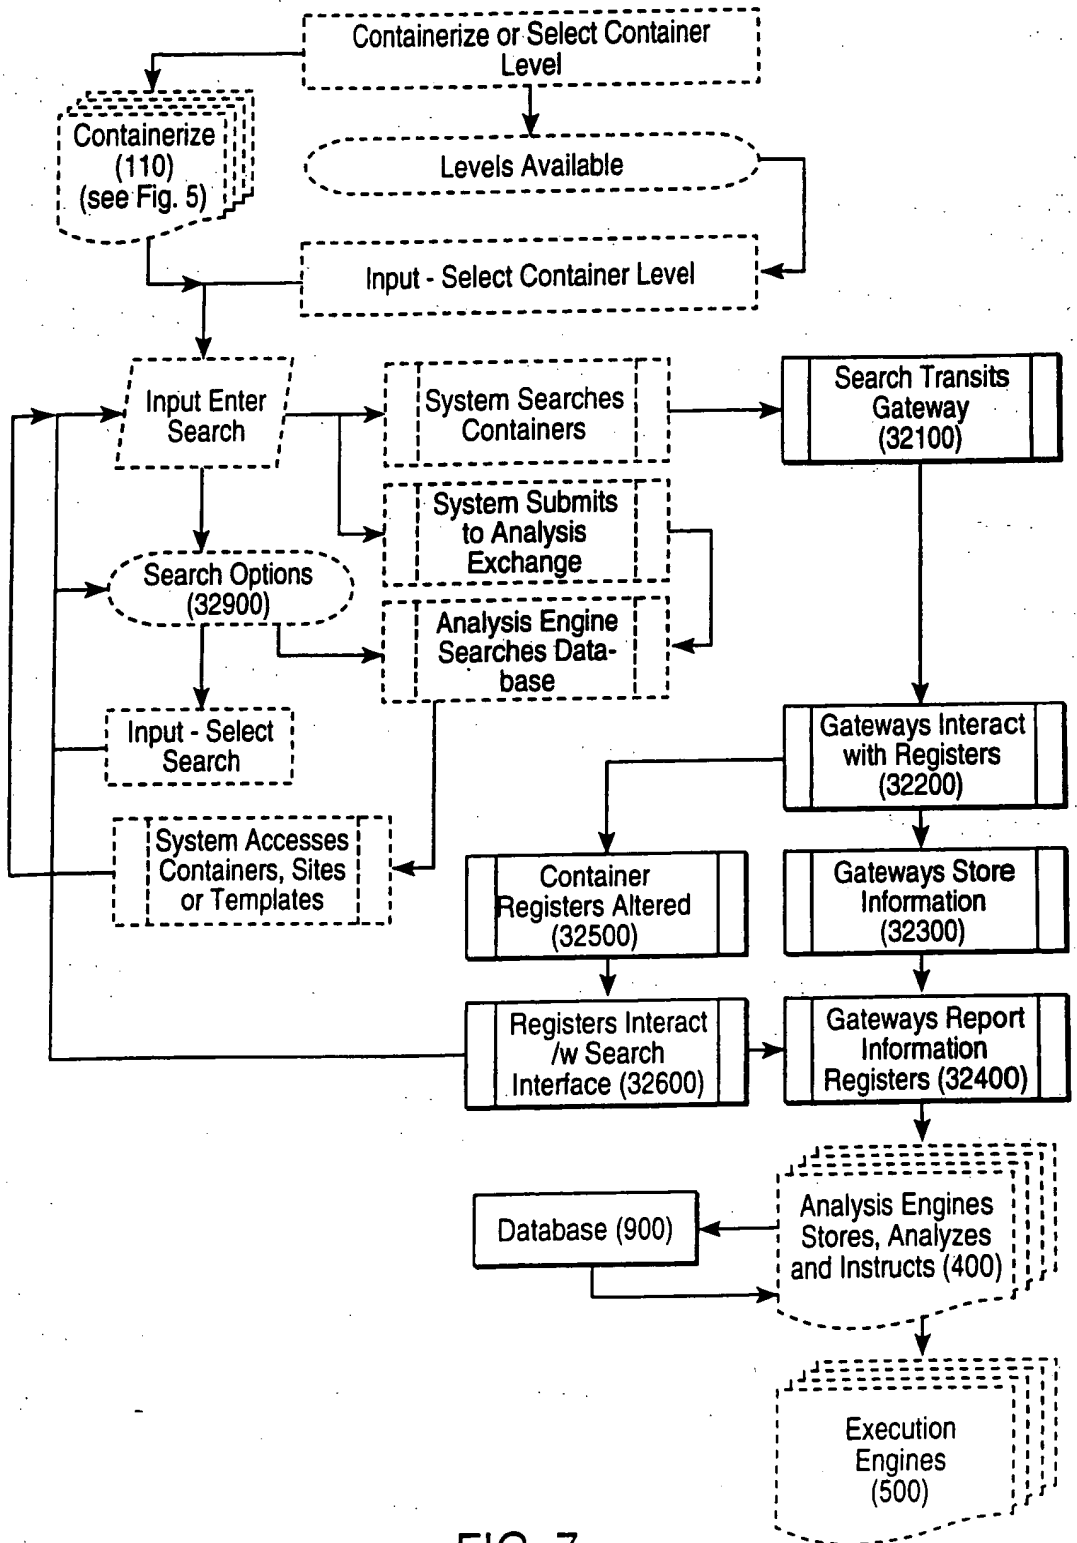 Containerize or Select Container
Level
Containerize
(110)
(see Fig. 5)
Levels Available
Input - Select Container Level
Input Enter
Search
System Searches
Containers
Search Transits
Gateway
(32100)
System Submits
to Analysis
Exchange
Search Options
(32900)
Analysis Engine
Searches Data-
base
Input - Select
Search
Gateways Interact
with Registers
(32200)
System Accesses
Containers, Sites
or Templates
Container
Registers Altered
(32500)
Gateways Store
Information
(32300)
Registers Interact
/w Search
Interface (32600)
Gateways Report
Information
Registers (32400)
Database (900)
Analysis Engines
Stores, Analyzes
and Instructs (400)
Execution
Engines
(500)